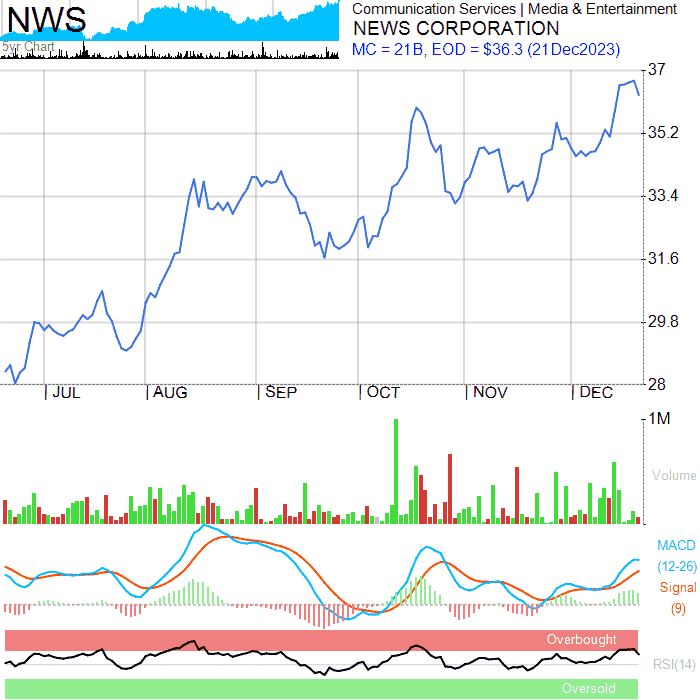 NWS
5yr Chart
Communication Services | Media & Entertainment
NEWS CORPORATION
MC = 21B, EOD = $36.3 (21Dec2023)
37
35.2
33.4
31.6
29.8
28
JUL AUG SEP OCT NOV DEC
1M
Volume
MACD
(12-26)
Signal
(9)
Overbought
RSI(14)
Oversold